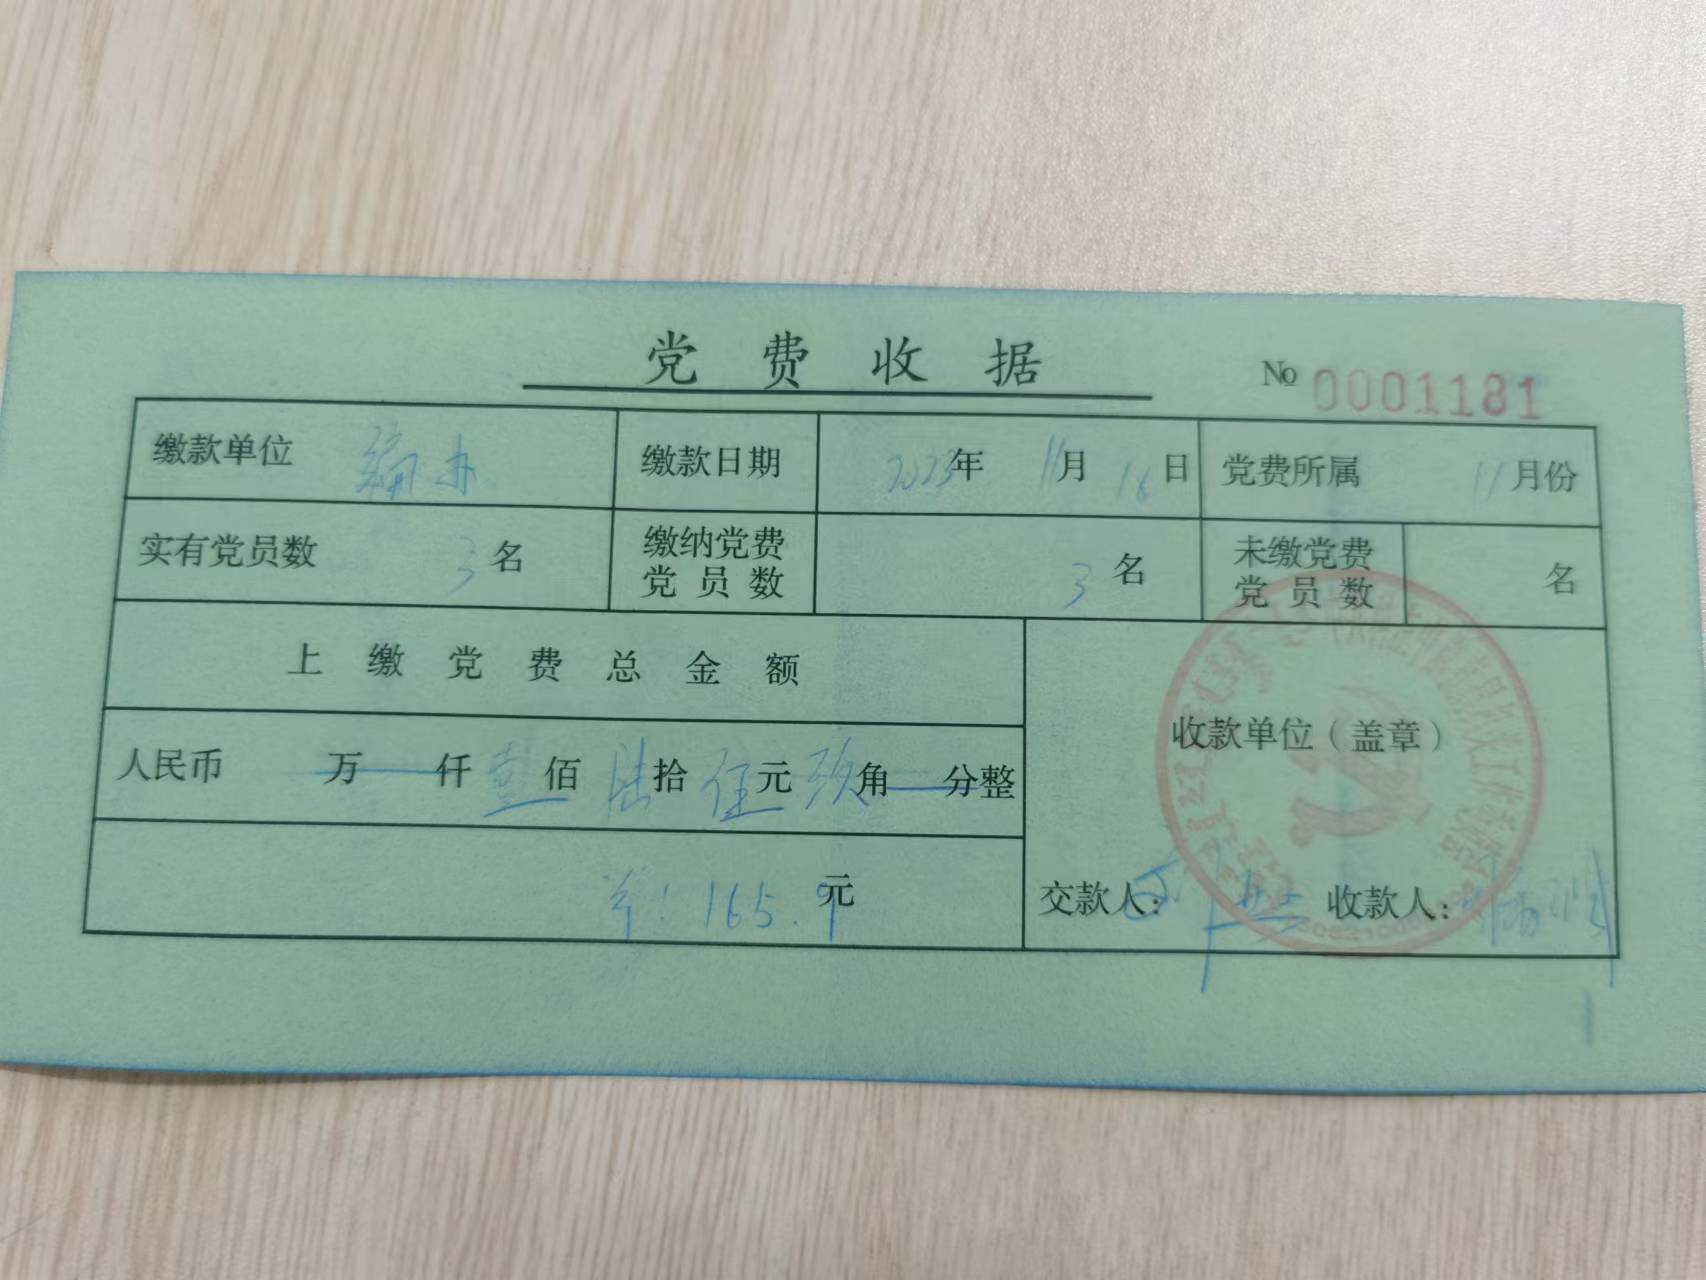 党费收据
No 0001181
缴款单位 编办 缴款日期 2023年 11月 16日 党费所属 11月份
实有党员数 3名 缴纳党费党员数 3名 未缴党费党员数 名
上缴党费总金额
人民币 万 仟 壹佰 陆拾 伍元 玖角 分整
收款单位(盖章)
165.9元
交款人: 收款人: